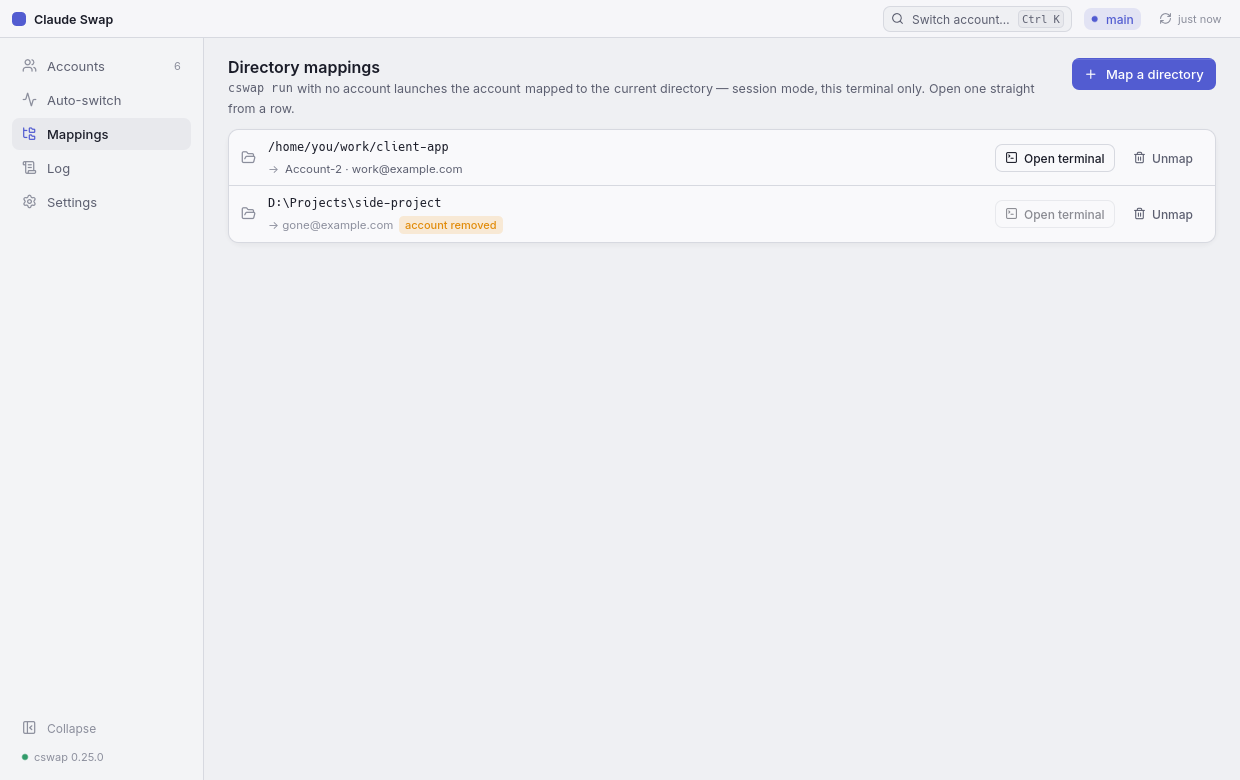 Claude Swap
Switch account... Ctrl K
main
just now
Accounts 6
Auto-switch
Mappings
Log
Settings
Directory mappings
cswap run with no account launches the account mapped to the current directory — session mode, this terminal only. Open one straight
from a row.
Map a directory
/home/you/work/client-app
→ Account-2 · work@example.com
Open terminal
Unmap
D:\Projects\side-project
→ gone@example.com account removed
Open terminal
Unmap
Collapse
cswap 0.25.0